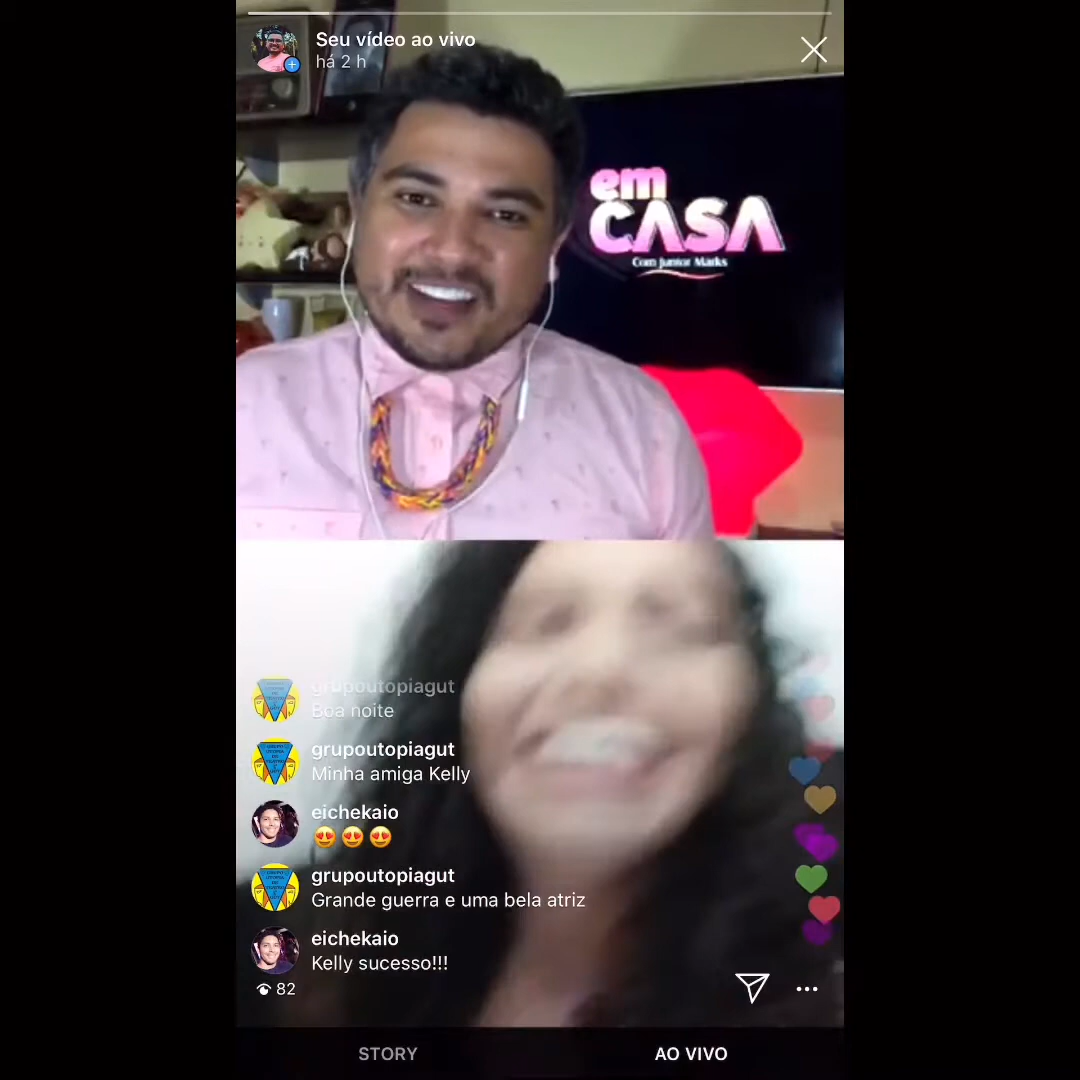 Seu vídeo ao vivo
há 2 h
em
CASA
Com Junior Marks
grupoutopiagut
Boa noite
grupoutopiagut
Minha amiga Kelly
eichekaio
😍😍😍
grupoutopiagut
Grande guerra e uma bela atriz
eichekaio
Kelly sucesso!!!
82
STORY
AO VIVO